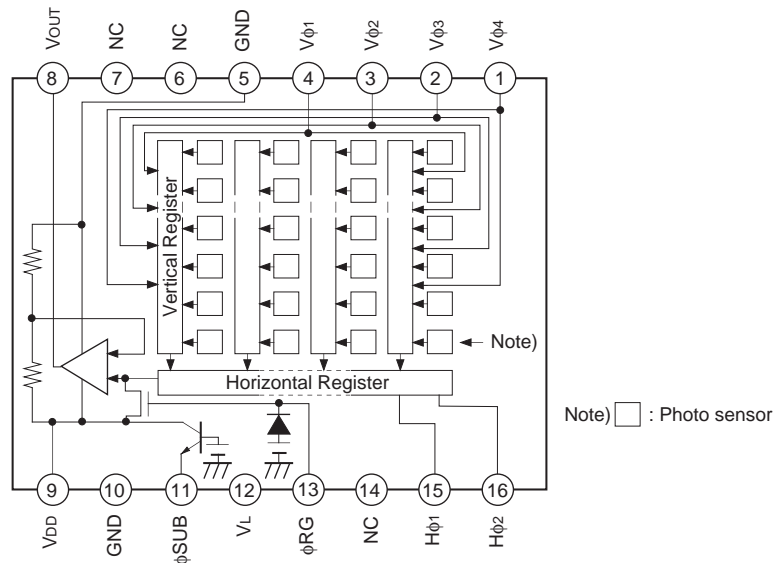 VOUT
NC
NC
GND
Vϕ1
Vϕ2
Vϕ3
Vϕ4
8
7
6
5
4
3
2
1
Vertical Register
Note)
Horizontal Register
Note) : Photo sensor
9
10
11
12
13
14
15
16
VDD
GND
ϕSUB
VL
ϕRG
NC
Hϕ1
Hϕ2